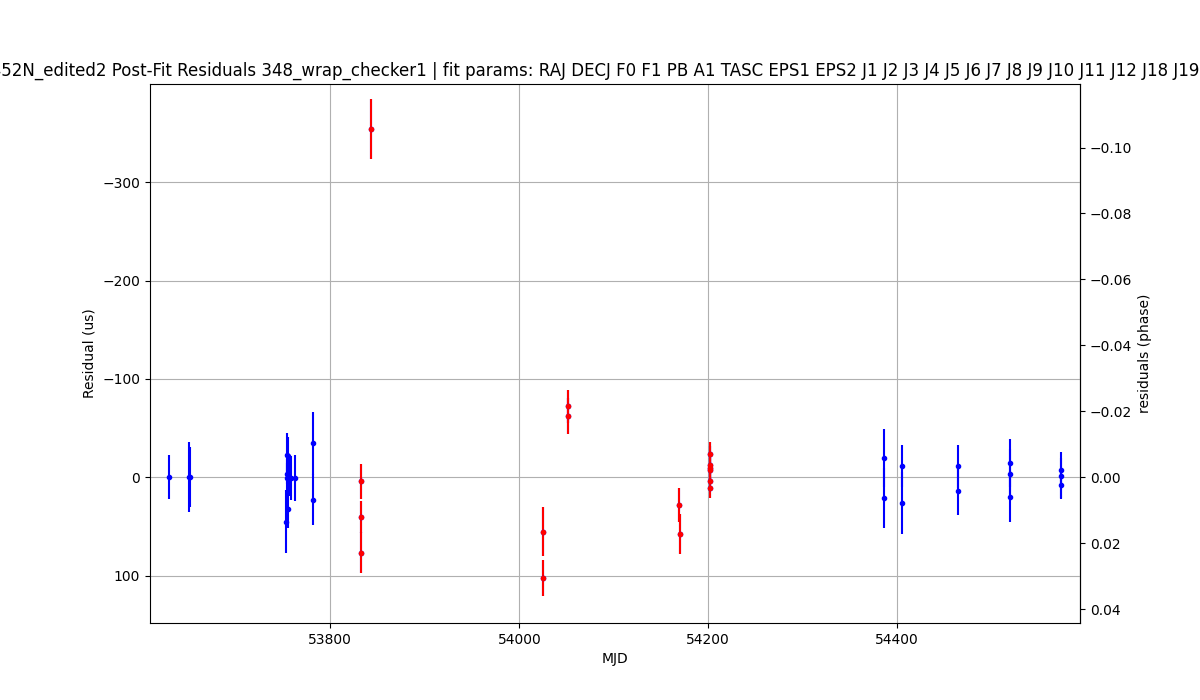 52N_edited2 Post-Fit Residuals 348_wrap_checker1 | fit params: RAJ DECJ F0 F1 PB A1 TASC EPS1 EPS2 J1 J2 J3 J4 J5 J6 J7 J8 J9 J10 J11 J12 J18 J19
−300
−200
−100
0
100
Residual (us)
−0.10
−0.08
−0.06
−0.04
−0.02
0.00
0.02
0.04
residuals (phase)
53800 54000 54200 54400
MJD